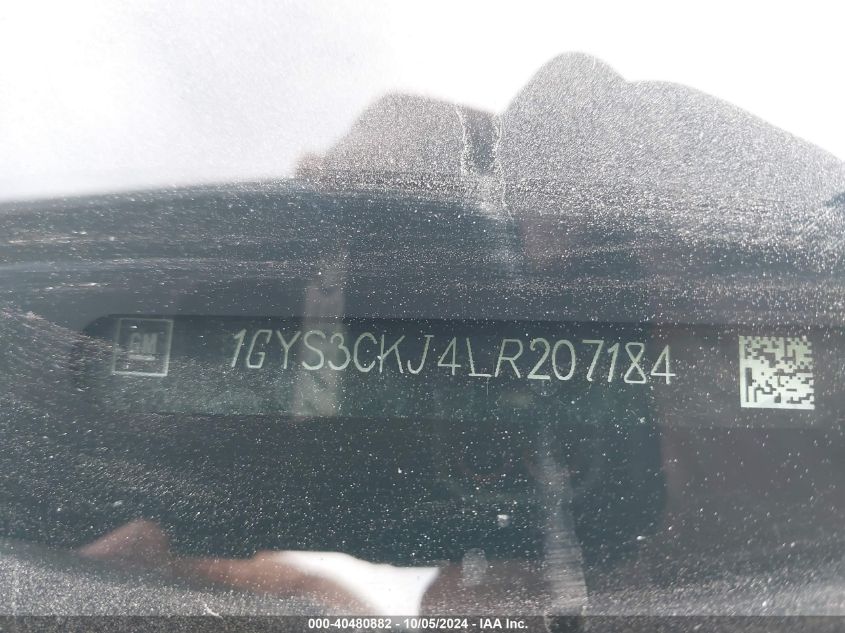 GM
1GYS3CKJ4LR207184
000-40480882 - 10/05/2024 - IAA Inc.